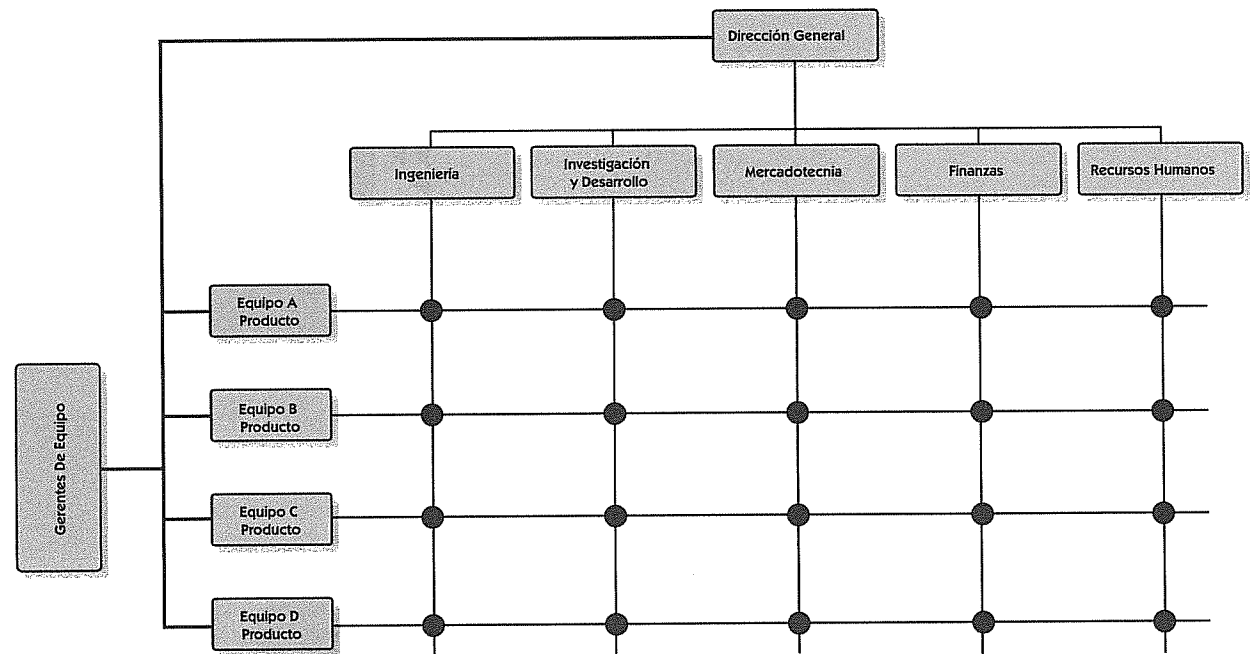 Dirección General
Ingeniería
Investigación
y Desarrollo
Mercadotecnia
Finanzas
Recursos Humanos
Equipo A
Producto
Equipo B
Producto
Equipo C
Producto
Equipo D
Producto
Gerentes De Equipo